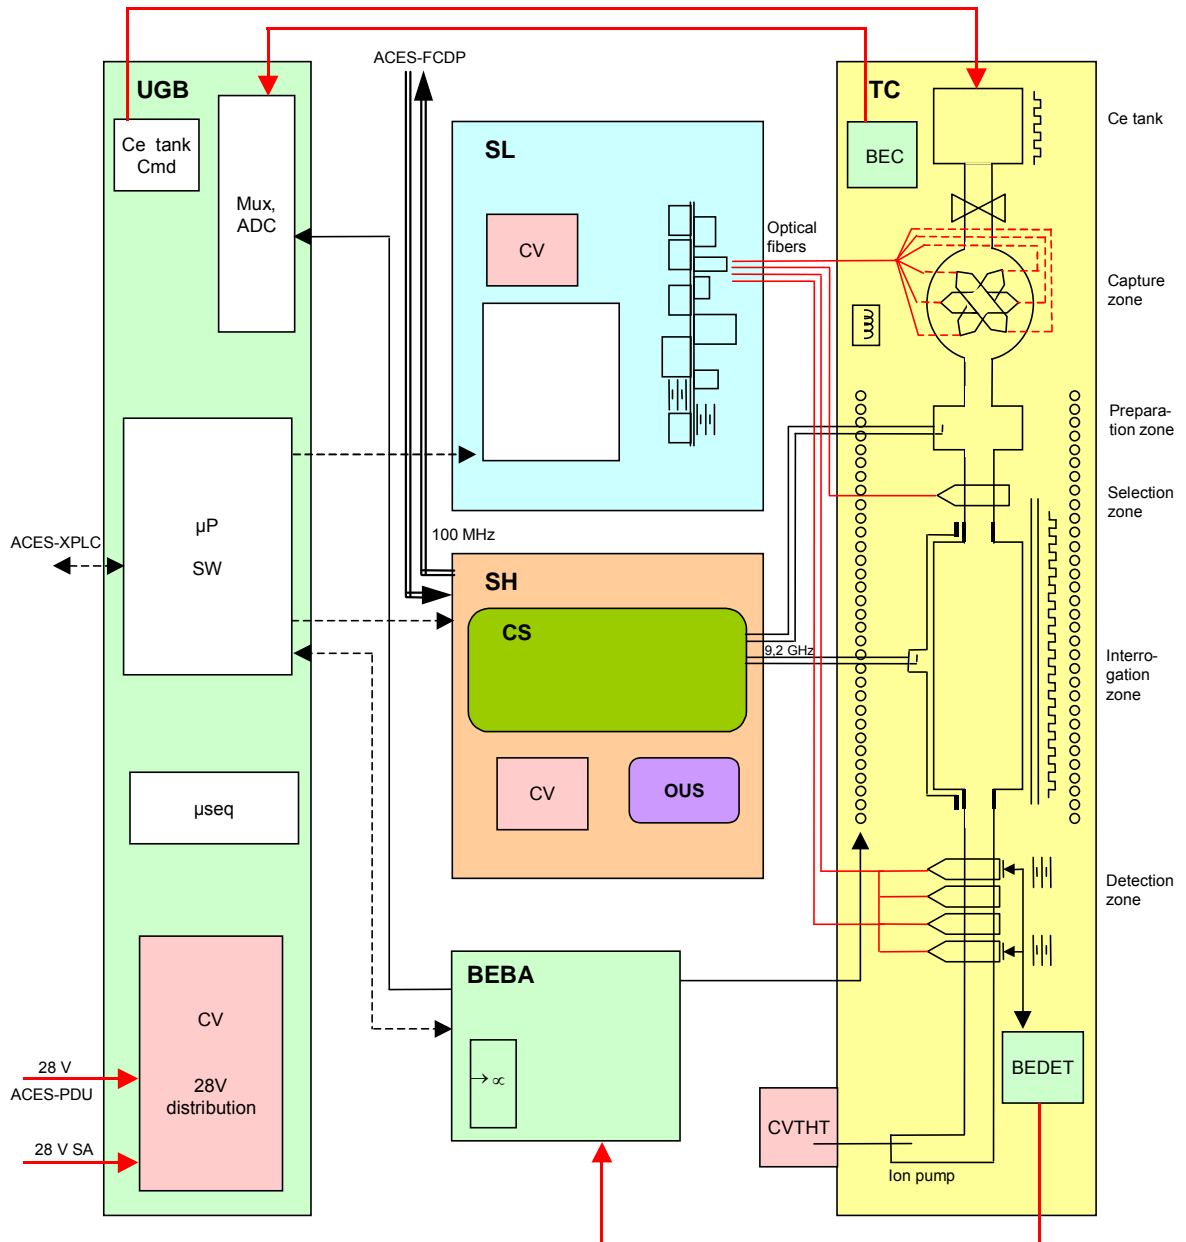 ACES-FCDP
UGB
Ce tank
Cmd
Mux,
ADC
SL
CV
Optical
fibers
TC
BEC
Ce tank
Capture
zone
Prepara-
tion zone
Selection
zone
µP
SW
ACES-XPLC
100 MHz
SH
CS
9,2 GHz
Interro-
gation
zone
CV
OUS
µseq
Detection
zone
BEBA
→ ∝
CV
28V
distribution
28 V
ACES-PDU
28 V SA
BEDET
CVTHT
Ion pump